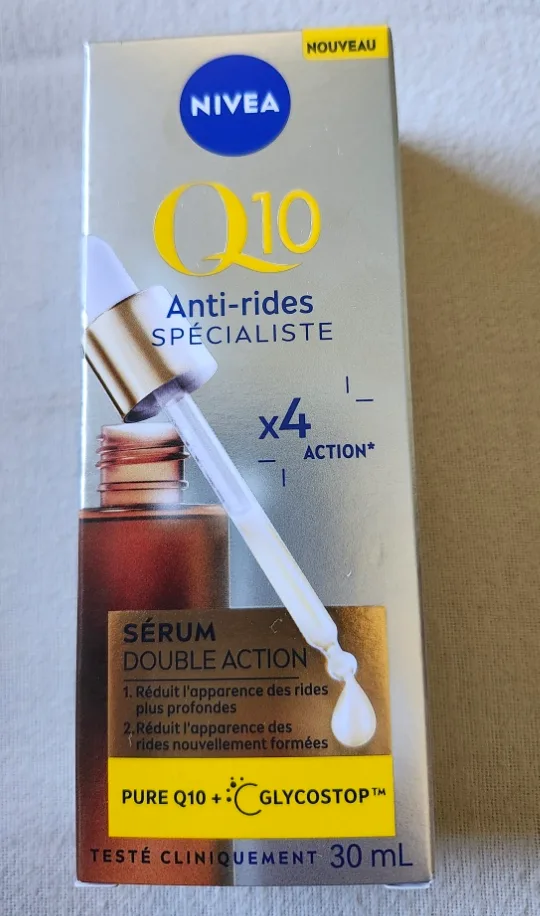 NOUVEAU
NIVEA
Q10
Anti-rides
SPÉCIALISTE
x4
ACTION*
SÉRUM
DOUBLE ACTION
1. Réduit l'apparence des rides
plus profondes
2. Réduit l'apparence des
rides nouvellement formées
PURE Q10 + GLYCOSTOP™
TESTÉ CLINIQUEMENT 30 mL